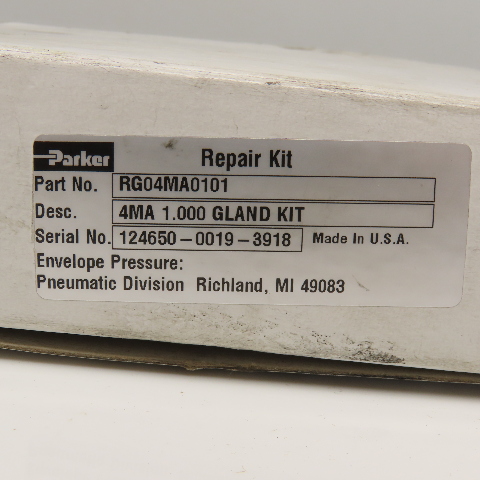 Parker Repair Kit
Part No. RG04MA0101
Desc. 4MA 1.000 GLAND KIT
Serial No. 124650-0019-3918 Made In U.S.A.
Envelope Pressure:
Pneumatic Division Richland, MI 49083